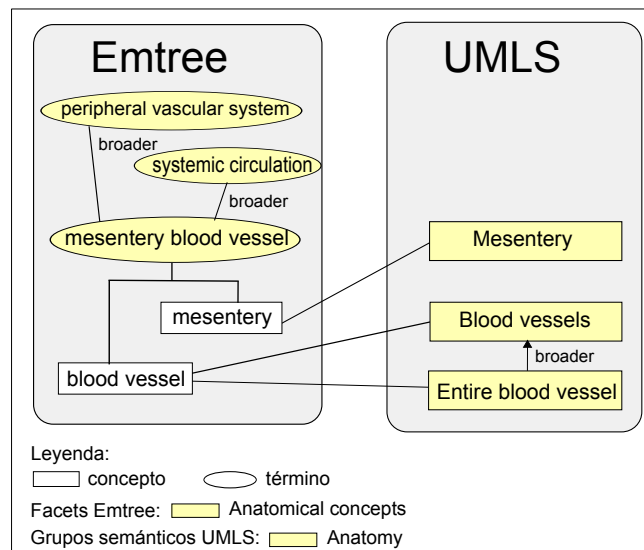 Emtree
UMLS
peripheral vascular system
broader
systemic circulation
broader
mesentery blood vessel
Mesentery
mesentery
Blood vessels
broader
blood vessel
Entire blood vessel
Leyenda:
concepto
término
Facets Emtree: Anatomical concepts
Grupos semánticos UMLS: Anatomy